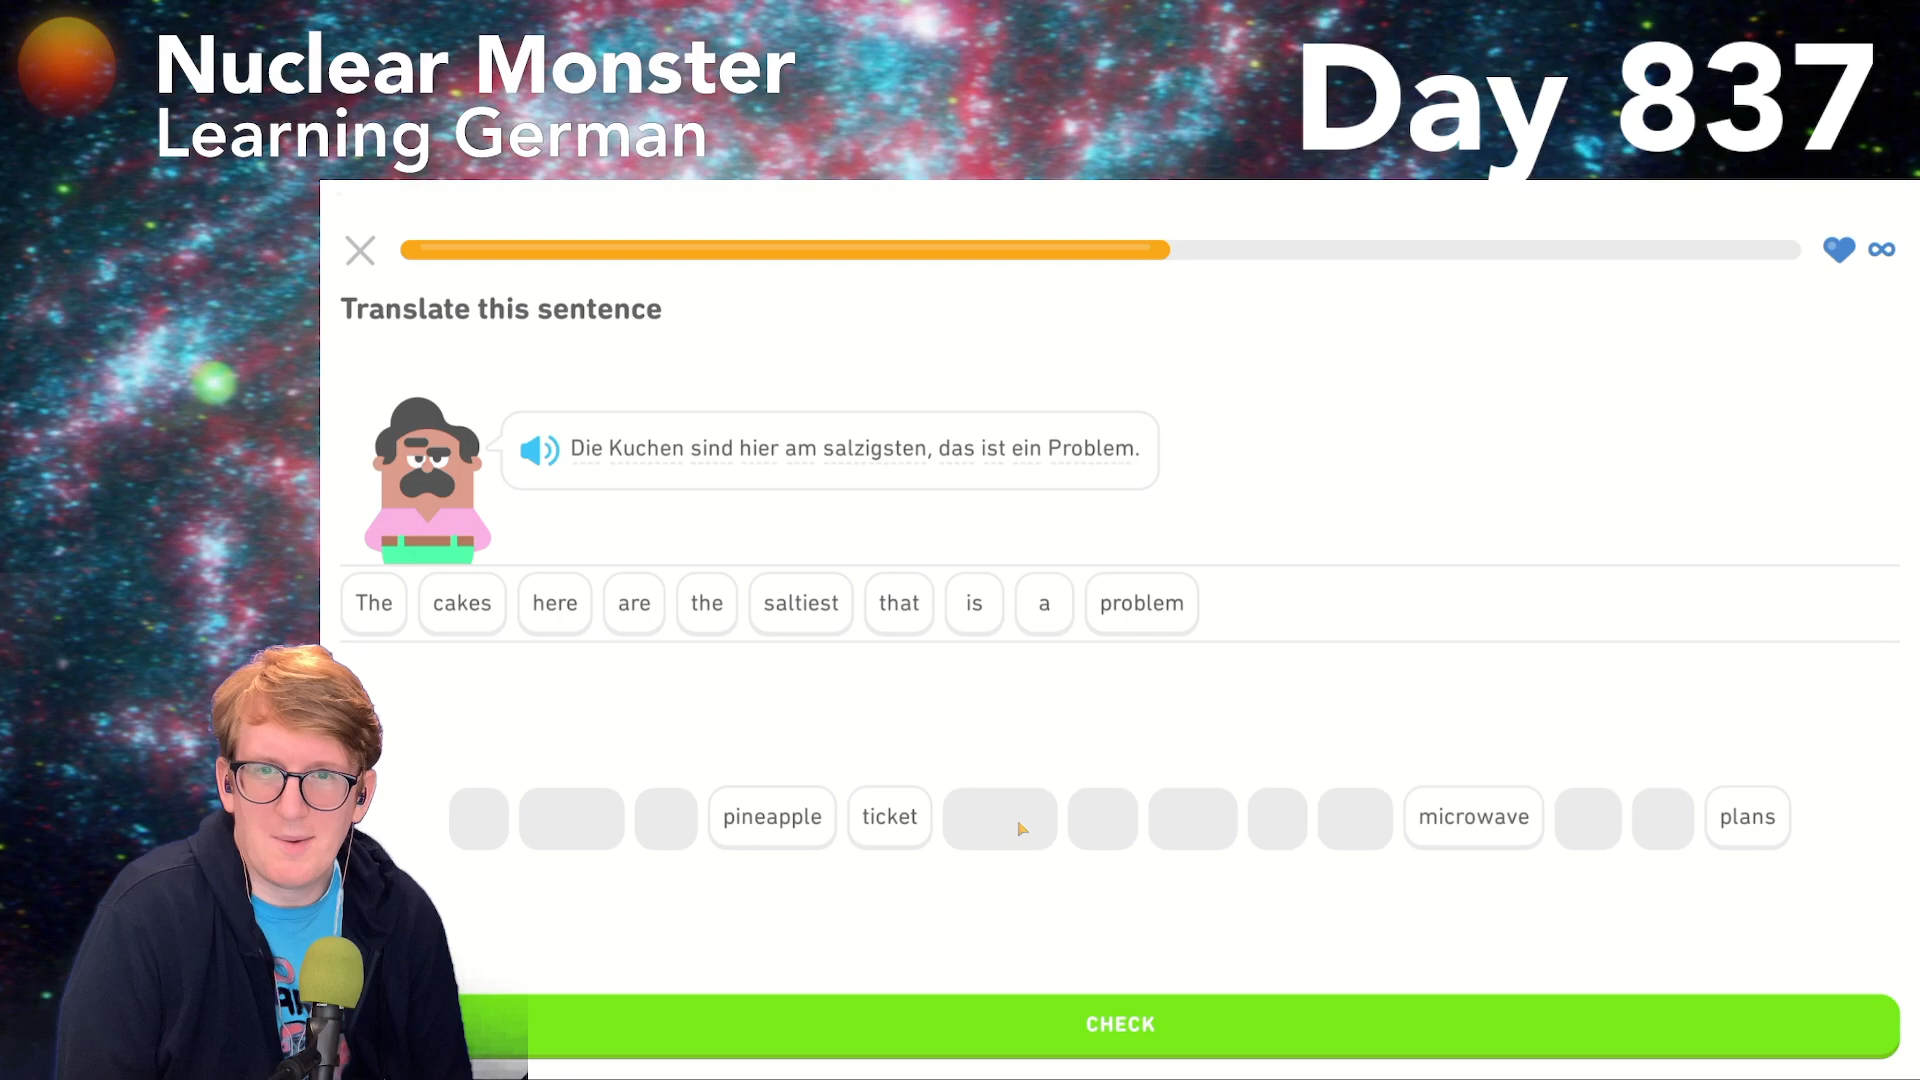 Nuclear Monster
Learning German
Day 837
Translate this sentence
Die Kuchen sind hier am salzigsten, das ist ein Problem.
The cakes here are the saltiest that is a problem
pineapple ticket microwave plans
CHECK